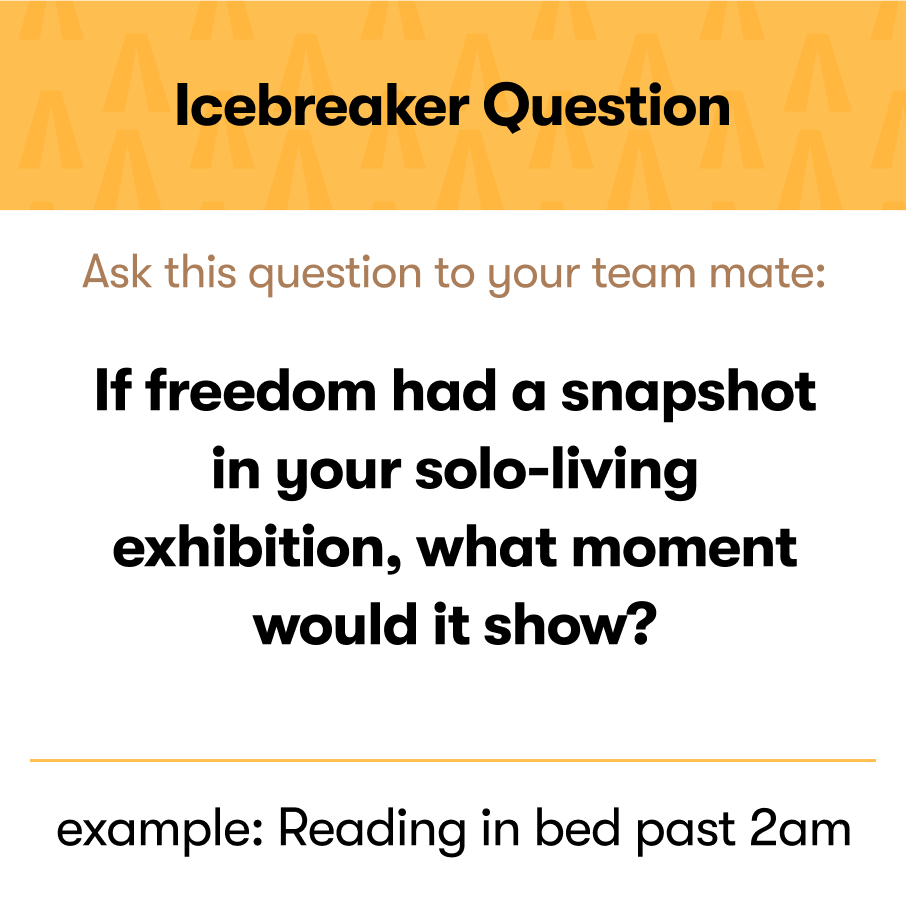 Icebreaker Question
Ask this question to your team mate:
If freedom had a snapshot
in your solo-living
exhibition, what moment
would it show?
example: Reading in bed past 2am